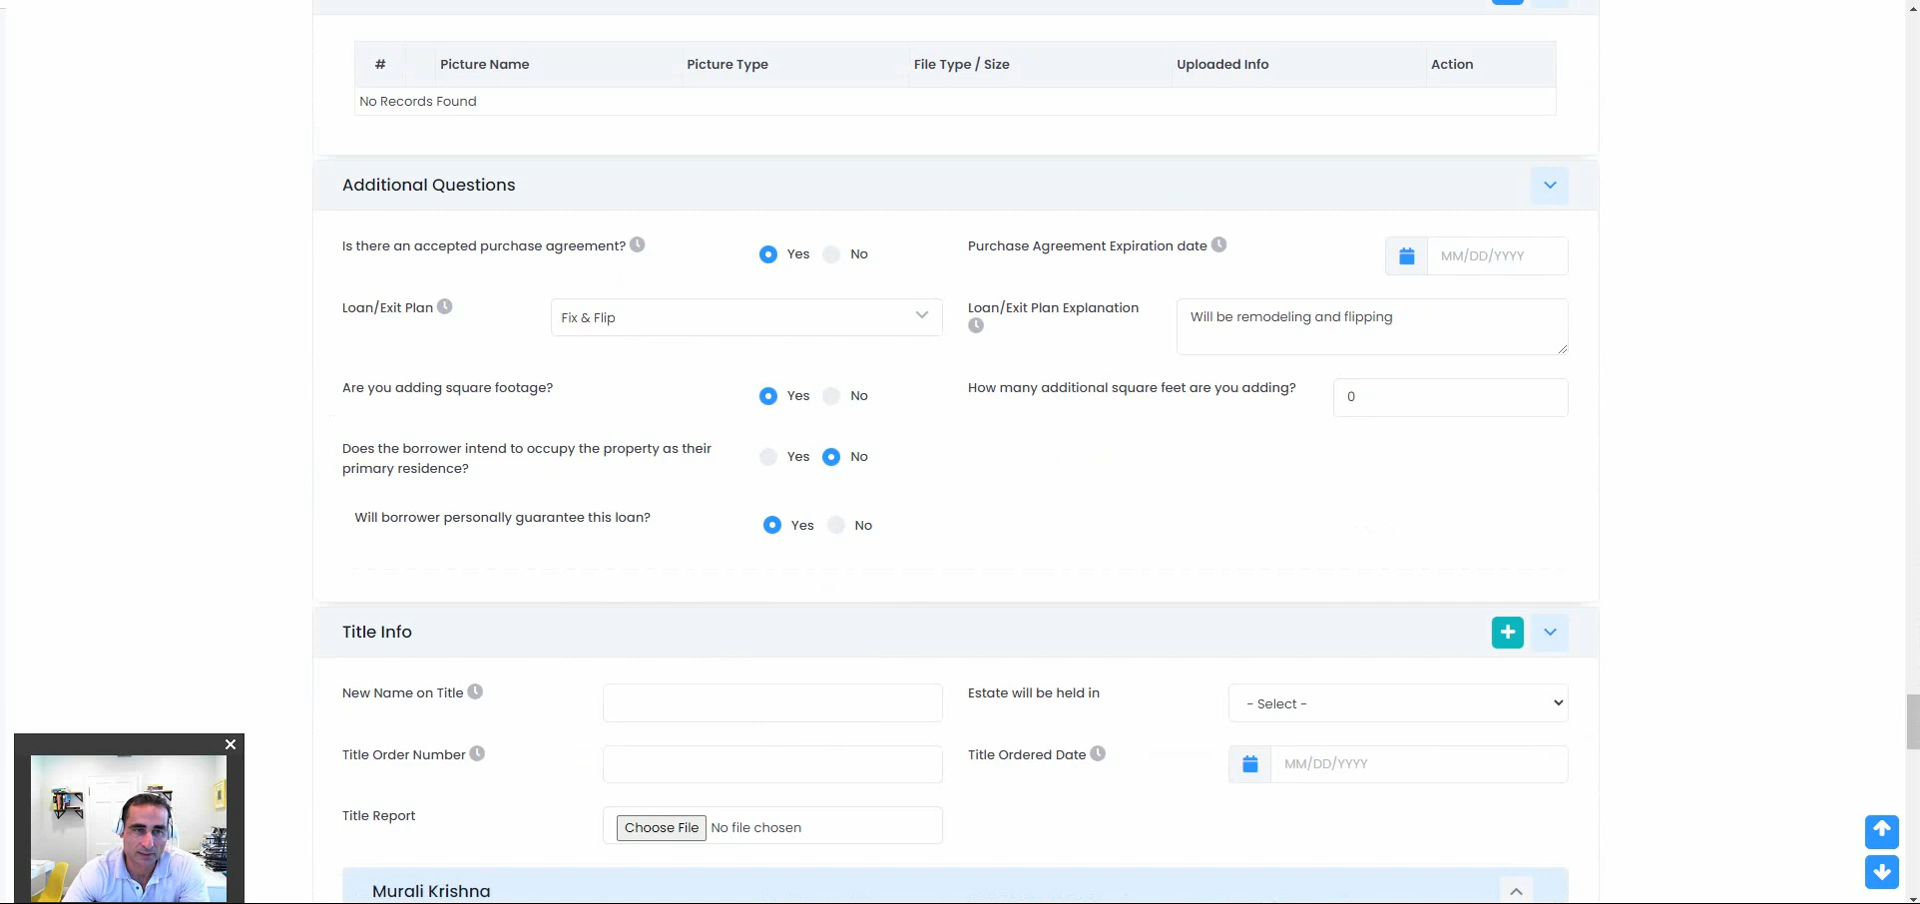 # Picture Name Picture Type File Type / Size Uploaded Info Action
No Records Found
Additional Questions
Is there an accepted purchase agreement? Yes No Purchase Agreement Expiration date MM/DD/YYYY
Loan/Exit Plan Fix & Flip Loan/Exit Plan Explanation Will be remodeling and flipping
Are you adding square footage? Yes No How many additional square feet are you adding? 0
Does the borrower intend to occupy the property as their
primary residence? Yes No
Will borrower personally guarantee this loan? Yes No
Title Info
New Name on Title Estate will be held in - Select -
Title Order Number Title Ordered Date MM/DD/YYYY
Title Report Choose File No file chosen
Murali Krishna